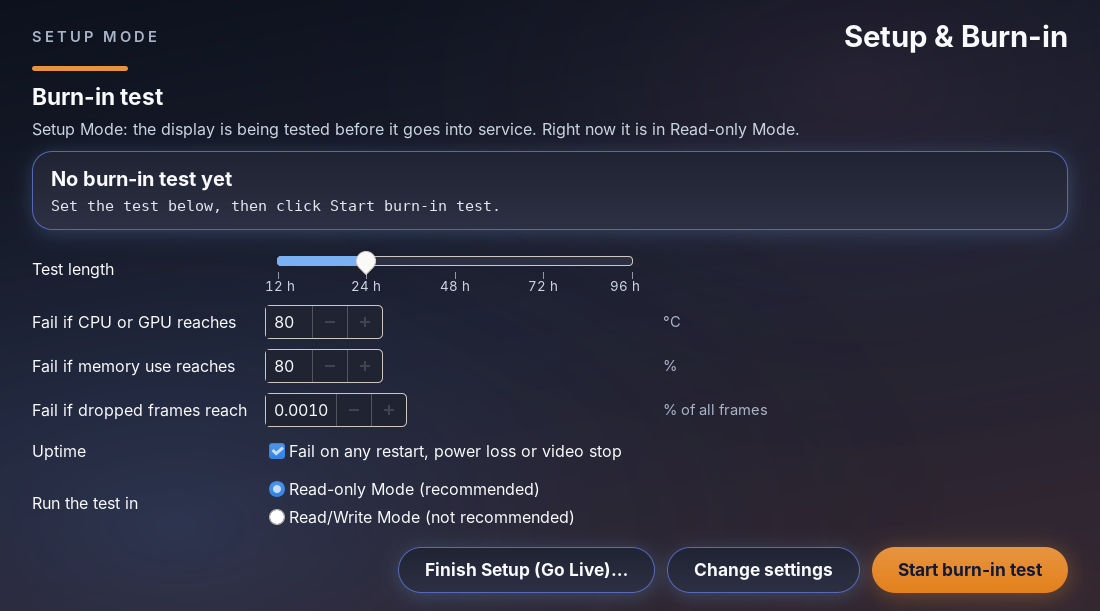 SETUP MODE
Setup & Burn-in
Burn-in test
Setup Mode: the display is being tested before it goes into service. Right now it is in Read-only Mode.
No burn-in test yet
Set the test below, then click Start burn-in test.
Test length
12 h 24 h 48 h 72 h 96 h
Fail if CPU or GPU reaches 80 − + °C
Fail if memory use reaches 80 − + %
Fail if dropped frames reach 0.0010 − + % of all frames
Uptime Fail on any restart, power loss or video stop
Run the test in
Read-only Mode (recommended)
Read/Write Mode (not recommended)
Finish Setup (Go Live)... Change settings Start burn-in test